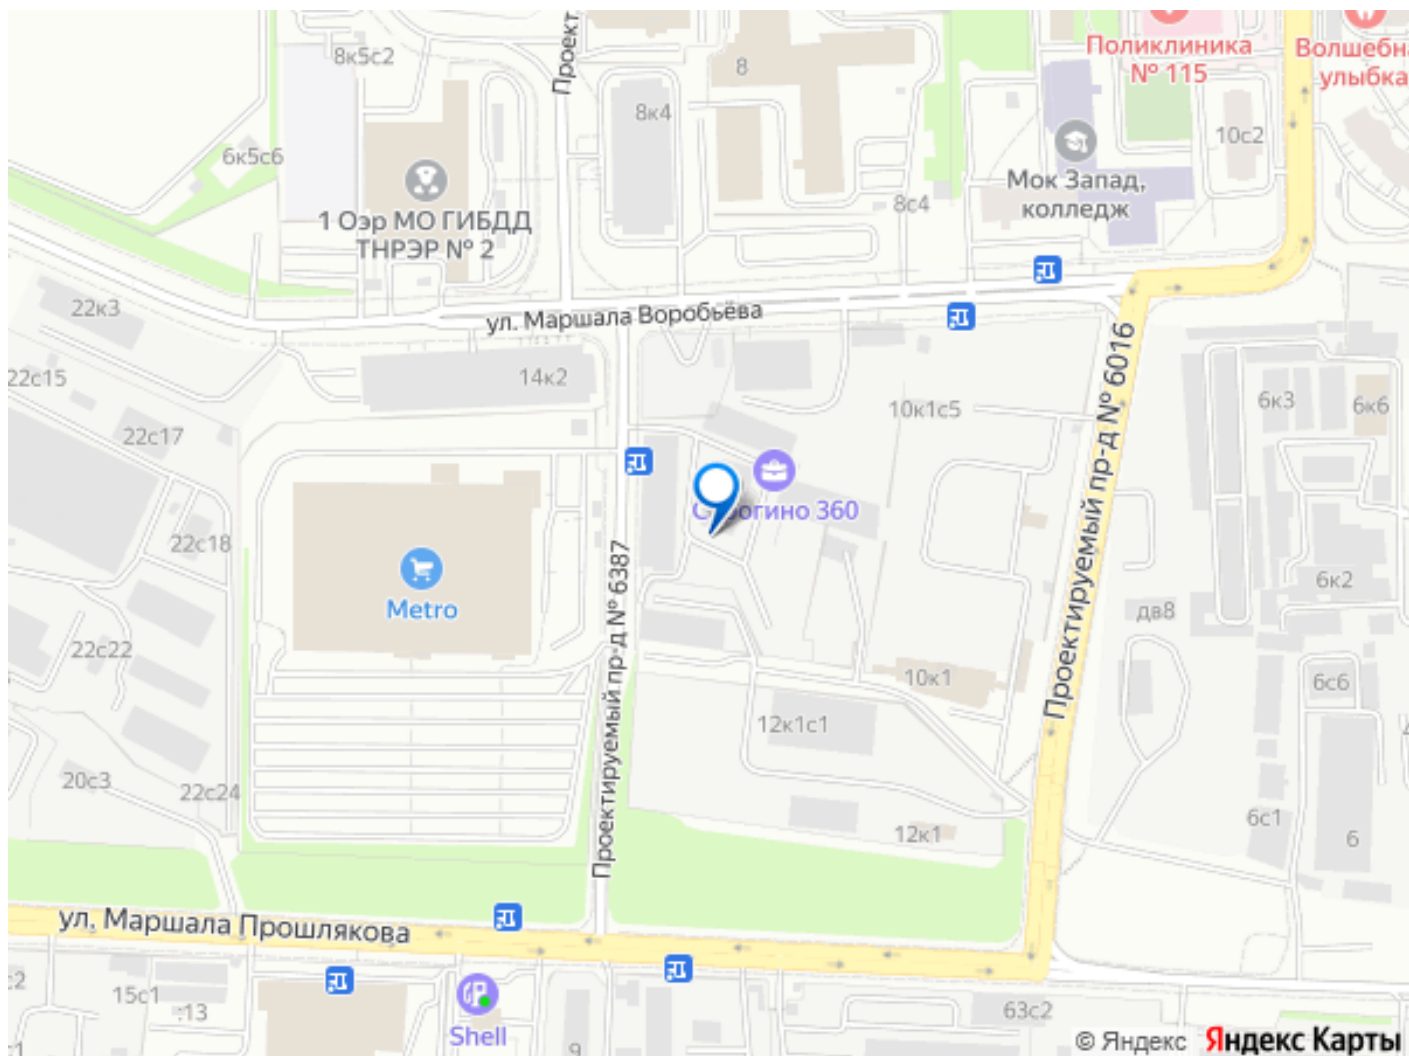 Проект
8к5с2
8
Поликлиника
№ 115
Волшебна
улыбка
8к4
10с2
6к5с6
Мок Запад,
колледж
1 Оэр МО ГИБДД
ТНРЭР № 2
8с4
22к3
ул. Маршала Воробьёва
22с15
14к2
10к1с5
6к3
6к6
22с17
Проектируемый пр-д № 6016
огино 360
22с18
Metro
Проектируемый пр-д № 6387
6к2
дв8
22с22
10к1
6с6
12к1с1
20с3
22с24
6с1
12к1
6
ул. Маршала Прошлякова
15с1
13
63с2
Shell
9
© Яндекс
Яндекс Карты